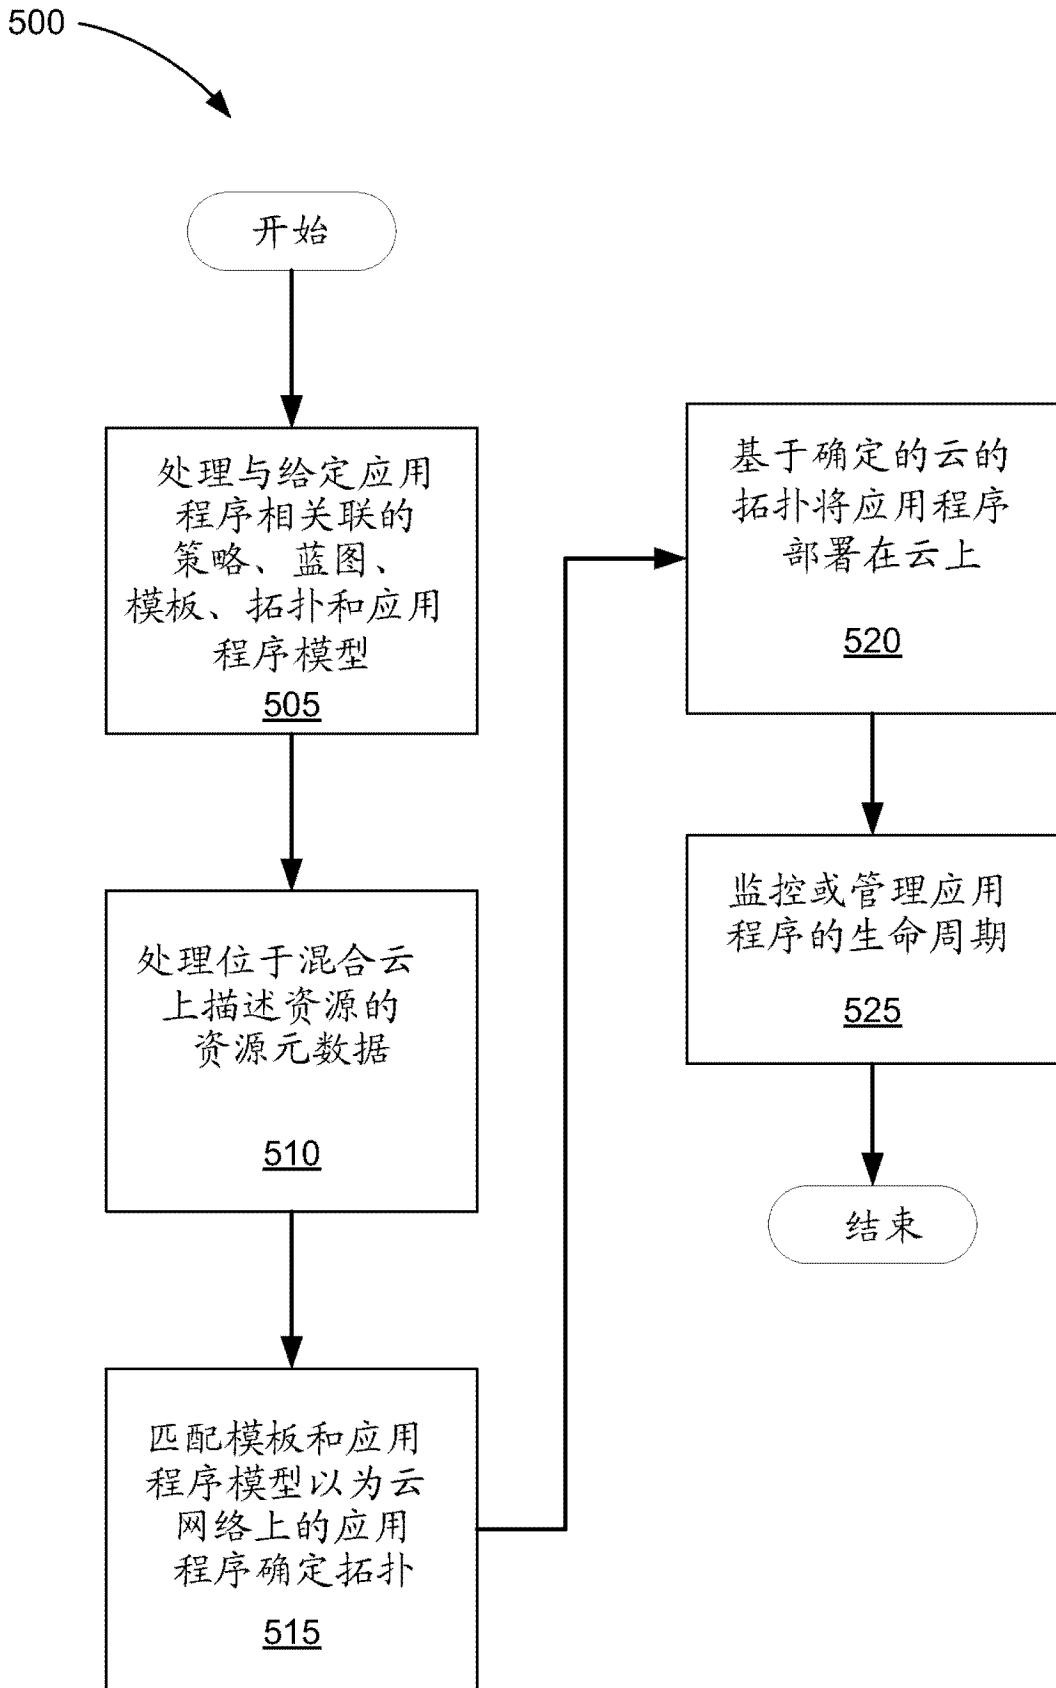 500
开始
处理与给定应用
程序相关联的
策略、蓝图、
模板、拓扑和应用
程序模型
505
处理位于混合云
上描述资源的
资源元数据
510
匹配模板和应用
程序模型以为云
网络上的应用
程序确定拓扑
515
基于确定的云的
拓扑将应用程序
部署在云上
520
监控或管理应用
程序的生命周期
525
结束